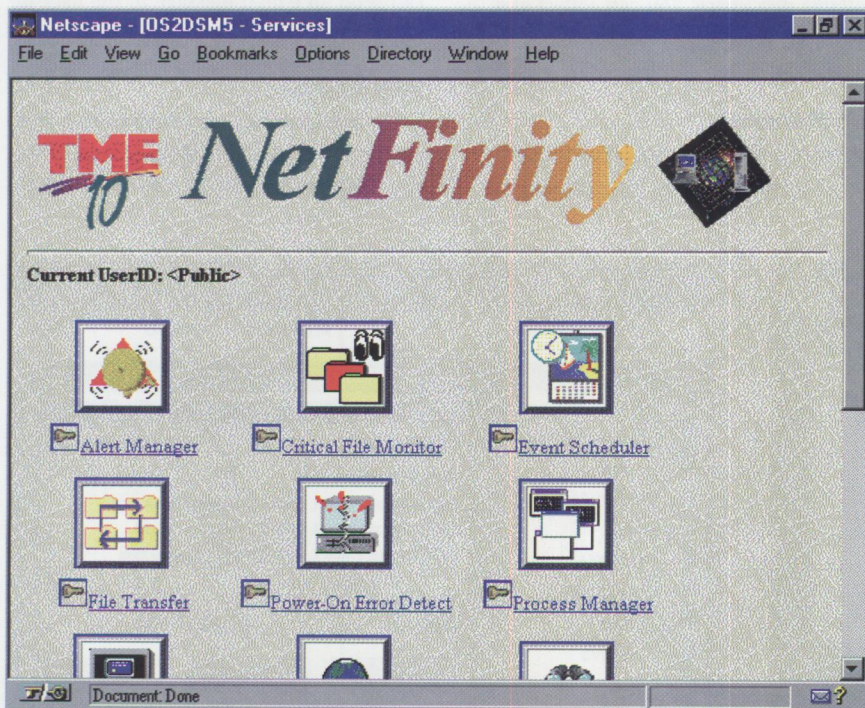 Netscape - [OS2DSM5 - Services]
File Edit View Go Bookmarks Options Directory Window Help
TME 10 NetFinity
Current UserID: <Public>
Alert Manager Critical File Monitor Event Scheduler
File Transfer Power-On Error Detect Process Manager
Document: Done